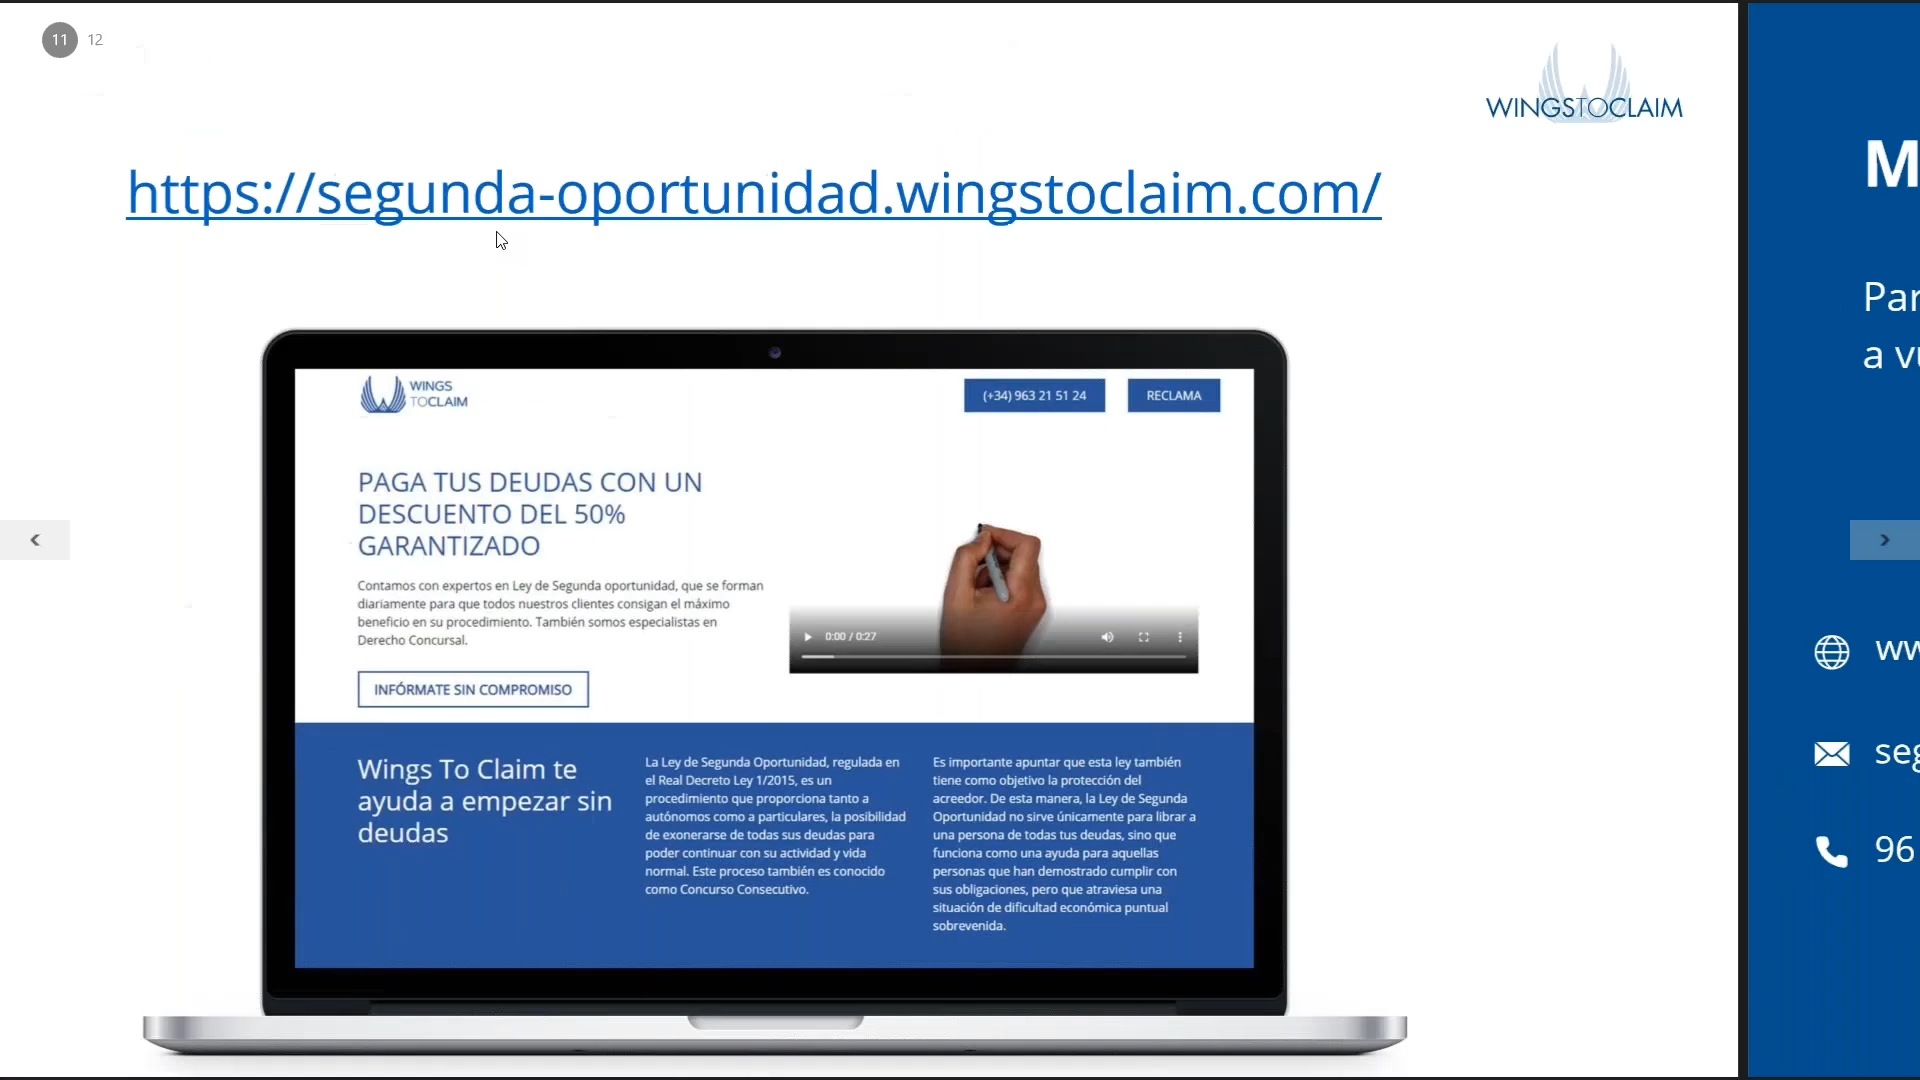 11 12
WINGSTOCLAIM
https://segunda-oportunidad.wingstoclaim.com/
WINGS
TOCLAIM
(+34) 963 21 51 24
RECLAMA
PAGA TUS DEUDAS CON UN
DESCUENTO DEL 50%
GARANTIZADO
Contamos con expertos en Ley de Segunda oportunidad, que se forman
diariamente para que todos nuestros clientes consigan el máximo
beneficio en su procedimiento. También somos especialistas en
Derecho Concursal.
INFÓRMATE SIN COMPROMISO
0:00 / 0:27
Wings To Claim te
ayuda a empezar sin
deudas
La Ley de Segunda Oportunidad, regulada en
el Real Decreto Ley 1/2015, es un
procedimiento que proporciona tanto a
autónomos como a particulares, la posibilidad
de exonerarse de todas sus deudas para
poder continuar con su actividad y vida
normal. Este proceso también es conocido
como Concurso Consecutivo.
Es importante apuntar que esta ley también
tiene como objetivo la protección del
acreedor. De esta manera, la Ley de Segunda
Oportunidad no sirve únicamente para librar a
una persona de todas tus deudas, sino que
funciona como una ayuda para aquellas
personas que han demostrado cumplir con
sus obligaciones, pero que atraviesa una
situación de dificultad económica puntual
sobrevenida.
M
Par
a vu
ww
seg
96